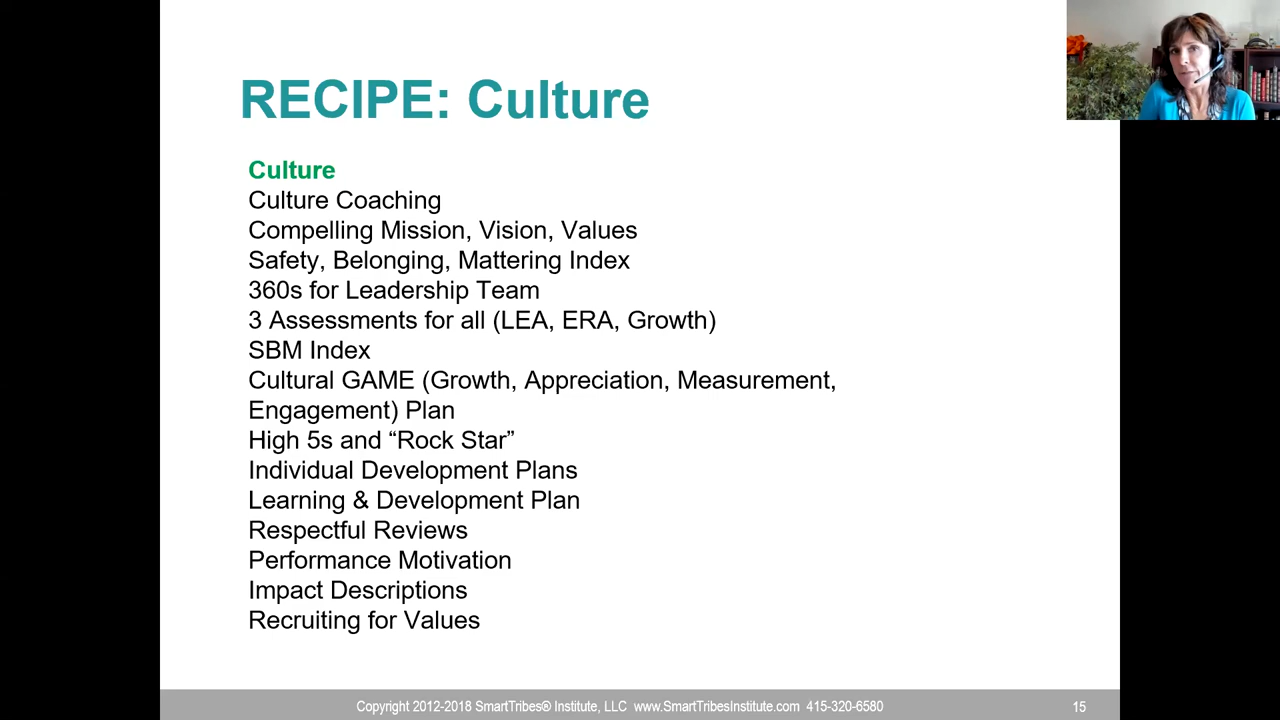 RECIPE: Culture
Culture
Culture Coaching
Compelling Mission, Vision, Values
Safety, Belonging, Mattering Index
360s for Leadership Team
3 Assessments for all (LEA, ERA, Growth)
SBM Index
Cultural GAME (Growth, Appreciation, Measurement,
Engagement) Plan
High 5s and “Rock Star”
Individual Development Plans
Learning & Development Plan
Respectful Reviews
Performance Motivation
Impact Descriptions
Recruiting for Values
Copyright 2012-2018 SmartTribes® Institute, LLC www.SmartTribesInstitute.com 415-320-6580
15